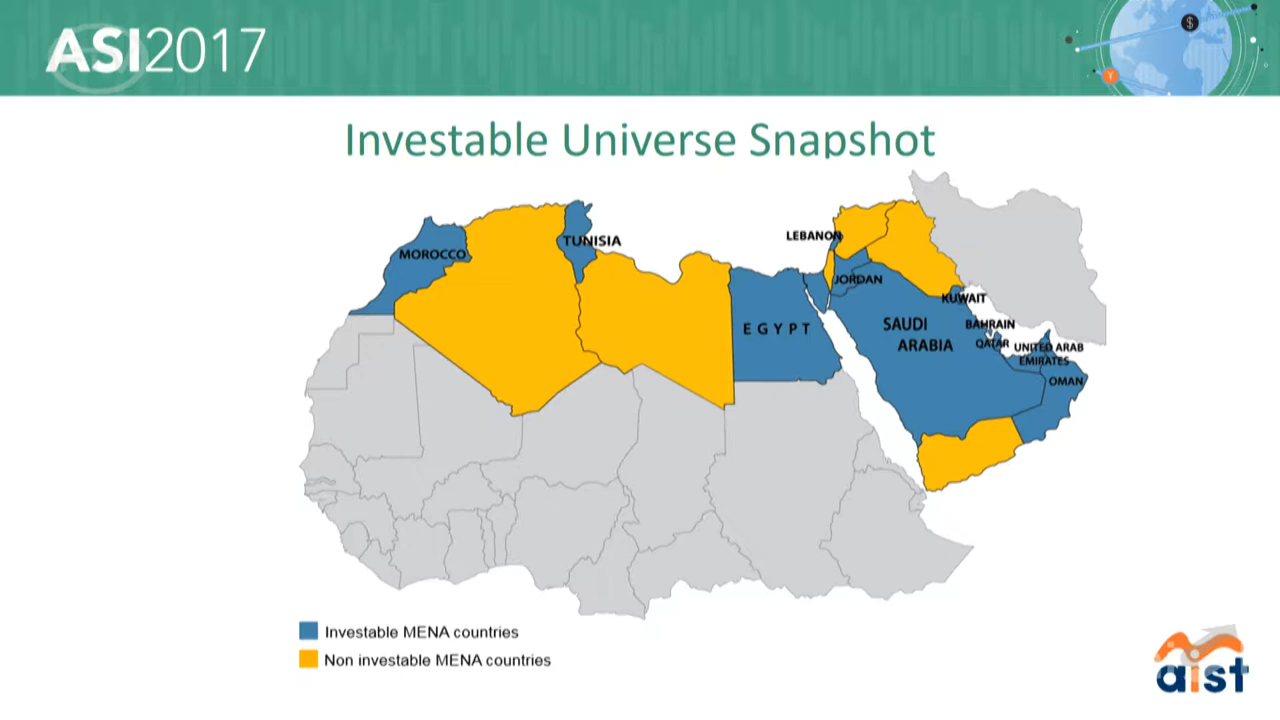 ASI2017
$
Y
Investable Universe Snapshot
MOROCCO
TUNISIA
LEBANON
JORDAN
EGYPT
KUWAIT
SAUDI
ARABIA
BAHRAIN
QATAR
UNITED ARAB
EMIRATES
OMAN
Investable MENA countries
Non investable MENA countries
aist